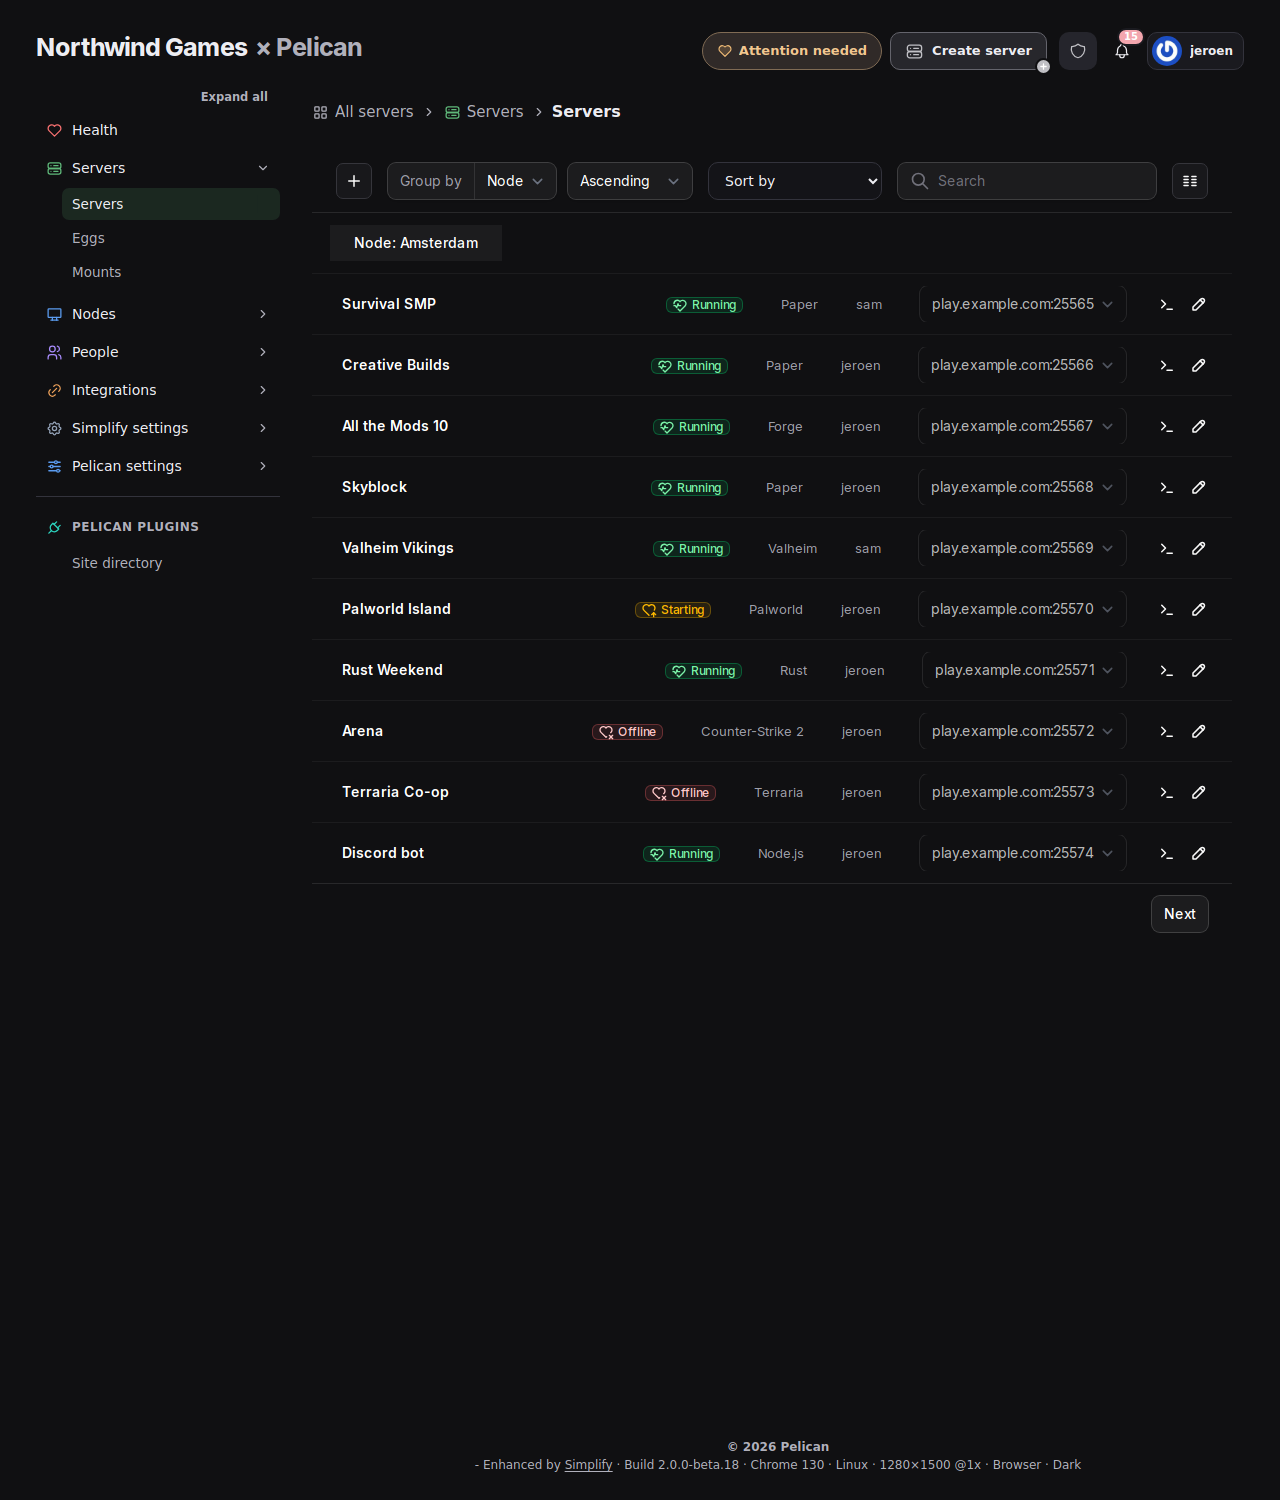 Northwind Games × Pelican
Attention needed
Create server
15
jeroen
Expand all
Health
Servers
Servers
Eggs
Mounts
Nodes
People
Integrations
Simplify settings
Pelican settings
PELICAN PLUGINS
Site directory
All servers > Servers > Servers
Group by Node Ascending Sort by Search
Node: Amsterdam
Survival SMP Running Paper sam play.example.com:25565
Creative Builds Running Paper jeroen play.example.com:25566
All the Mods 10 Running Forge jeroen play.example.com:25567
Skyblock Running Paper jeroen play.example.com:25568
Valheim Vikings Running Valheim sam play.example.com:25569
Palworld Island Starting Palworld jeroen play.example.com:25570
Rust Weekend Running Rust jeroen play.example.com:25571
Arena Offline Counter-Strike 2 jeroen play.example.com:25572
Terraria Co-op Offline Terraria jeroen play.example.com:25573
Discord bot Running Node.js jeroen play.example.com:25574
Next
© 2026 Pelican
- Enhanced by Simplify · Build 2.0.0-beta.18 · Chrome 130 · Linux · 1280×1500 @1x · Browser · Dark